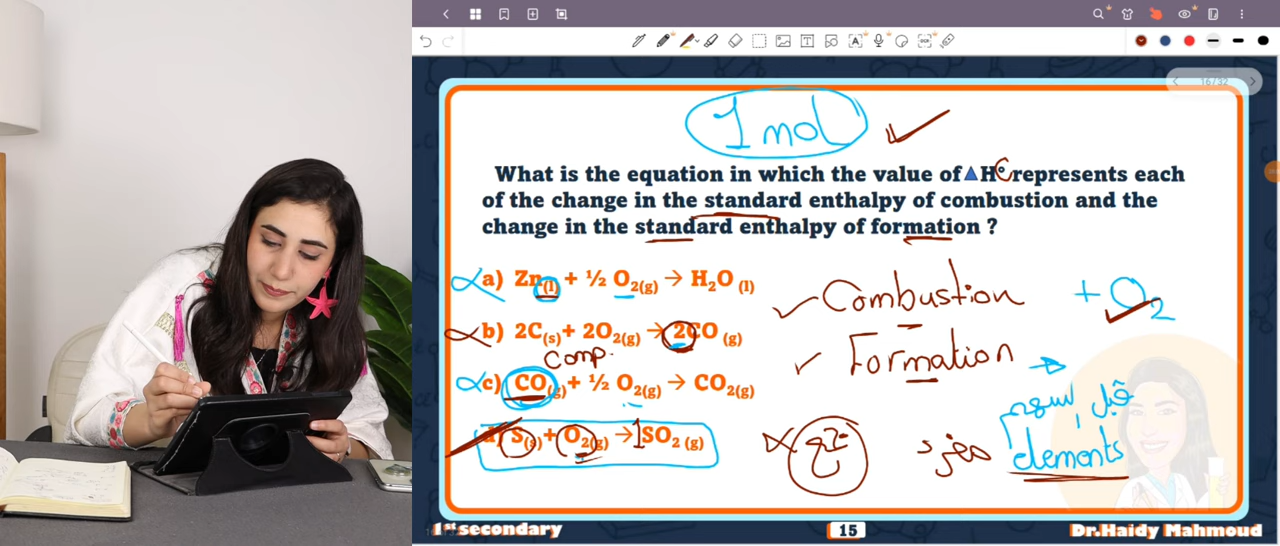 16/32
1 mol ✓
What is the equation in which the value of ΔH°c represents each
of the change in the standard enthalpy of combustion and the
change in the standard enthalpy of formation ?
a) Zn(l) + ½ O₂(g) → H₂O (l)
b) 2C(s) + 2O₂(g) → 2CO (g)
comp.
c) CO(g) + ½ O₂(g) → CO₂(g)
S(s) + O₂(g) → 1SO₂ (g)
✓ Combustion + O₂
✓ Formation →
قبل السهم
elements
مفرد
1ˢᵗ secondary
15
Dr.Haidy Mahmoud